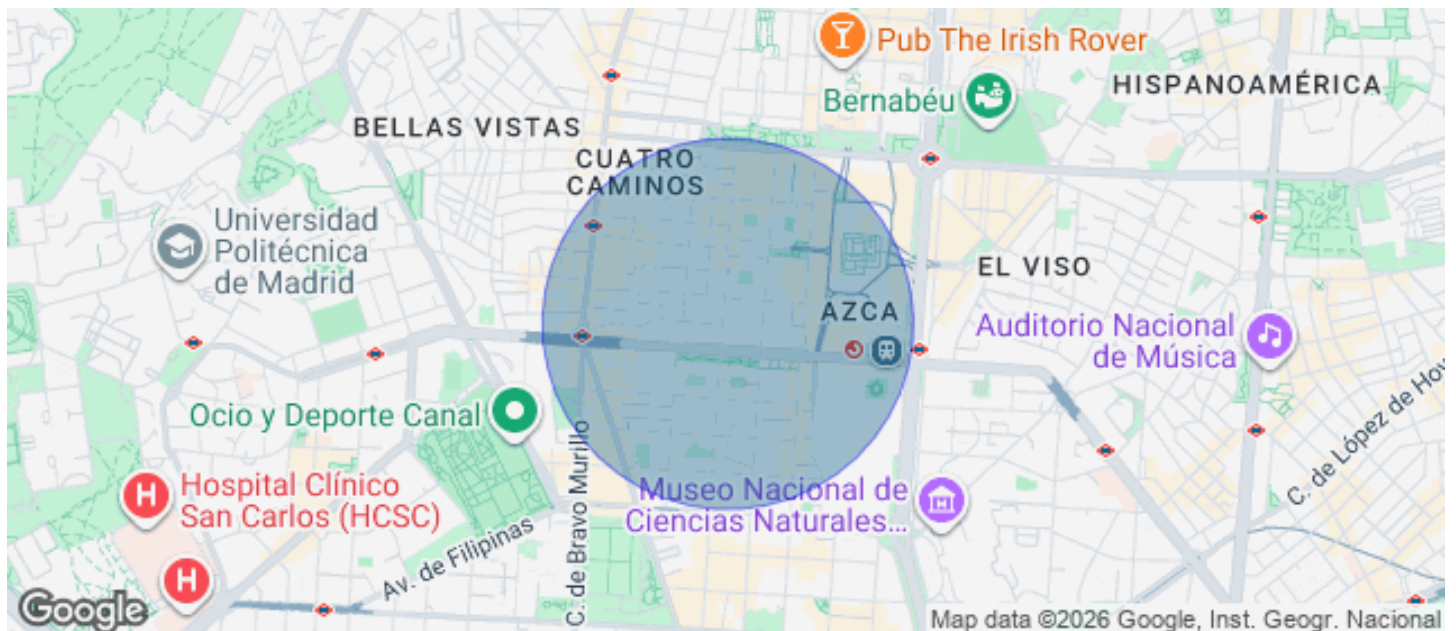 Pub The Irish Rover
Bernabéu
HISPANOAMÉRICA
BELLAS VISTAS
CUATRO
CAMINOS
Universidad
Politécnica
de Madrid
EL VISO
AZCA
Auditorio Nacional
de Música
Ocio y Deporte Canal
C. de Bravo Murillo
C. de López de Hoy
Hospital Clínico
San Carlos (HCSC)
Museo Nacional de
Ciencias Naturales...
Av. de Filipinas
H
H
Google
Map data ©2026 Google, Inst. Geogr. Nacional